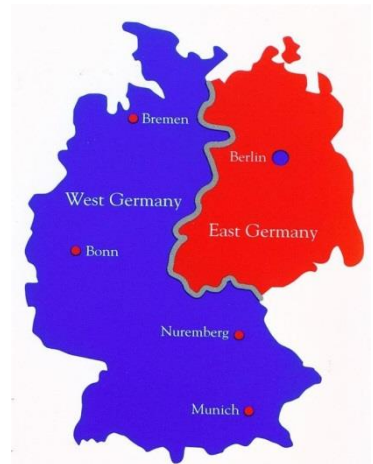 Bremen
Berlin
West Germany
East Germany
Bonn
Nuremberg
Munich